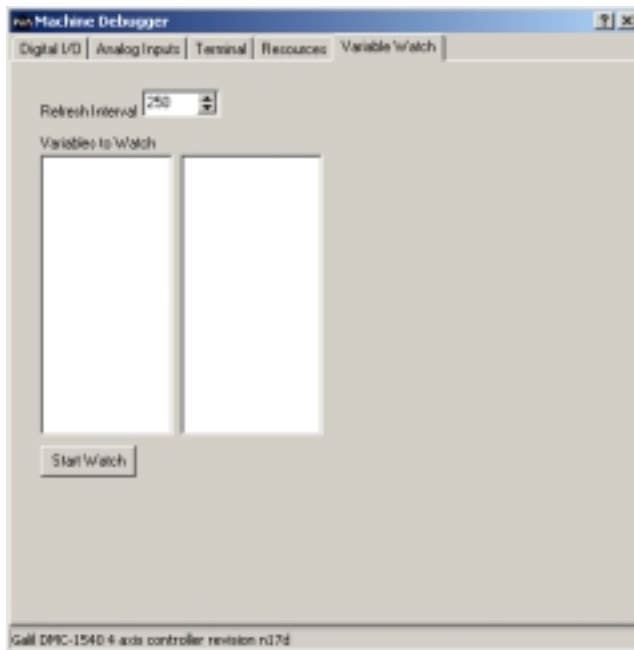 Machine Debugger
Digital I/O Analog Inputs Terminal Resources Variable Watch
Refresh Interval 250
Variables to Watch
Start Watch
Galil DMC-1540 4 axis controller revision n17d